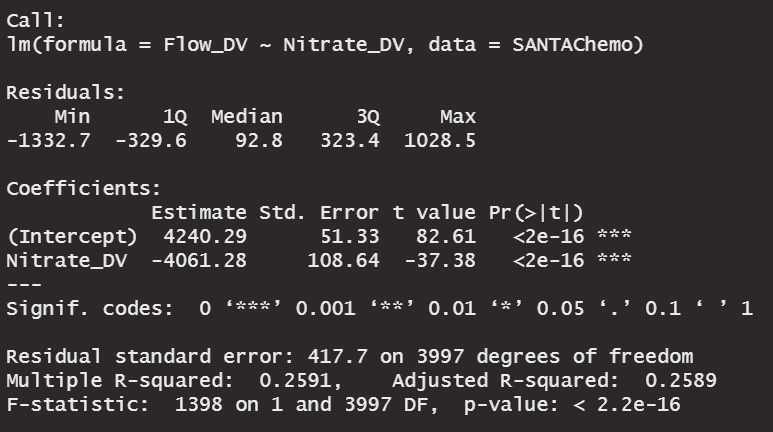 Call:
lm(formula = Flow_DV ~ Nitrate_DV, data = SANTAChemo)
Residuals:
    Min      1Q  Median      3Q     Max
-1332.7  -329.6    92.8   323.4  1028.5
Coefficients:
            Estimate Std. Error t value Pr(>|t|)
(Intercept)  4240.29      51.33   82.61   <2e-16 ***
Nitrate_DV  -4061.28     108.64  -37.38   <2e-16 ***
---
Signif. codes:  0 ‘***’ 0.001 ‘**’ 0.01 ‘*’ 0.05 ‘.’ 0.1 ‘ ’ 1
Residual standard error: 417.7 on 3997 degrees of freedom
Multiple R-squared:  0.2591,    Adjusted R-squared:  0.2589
F-statistic:  1398 on 1 and 3997 DF,  p-value: < 2.2e-16